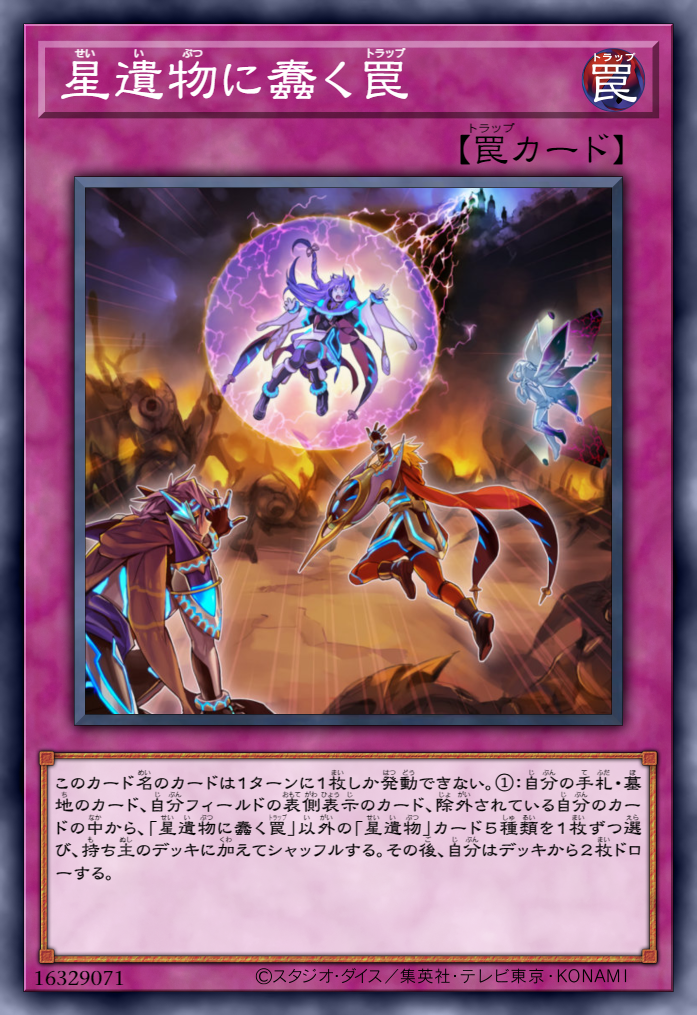 星遺物に蠢く罠
罠
【罠カード】
このカード名のカードは1ターンに1枚しか発動できない。①:自分の手札・墓
地のカード、自分フィールドの表側表示のカード、除外されている自分のカー
ドの中から、「星遺物に蠢く罠」以外の「星遺物」カード5種類を1枚ずつ選
び、持ち主のデッキに加えてシャッフルする。その後、自分はデッキから2枚ドロ
ーする。
16329071 ©スタジオ・ダイス/集英社・テレビ東京・KONAMI